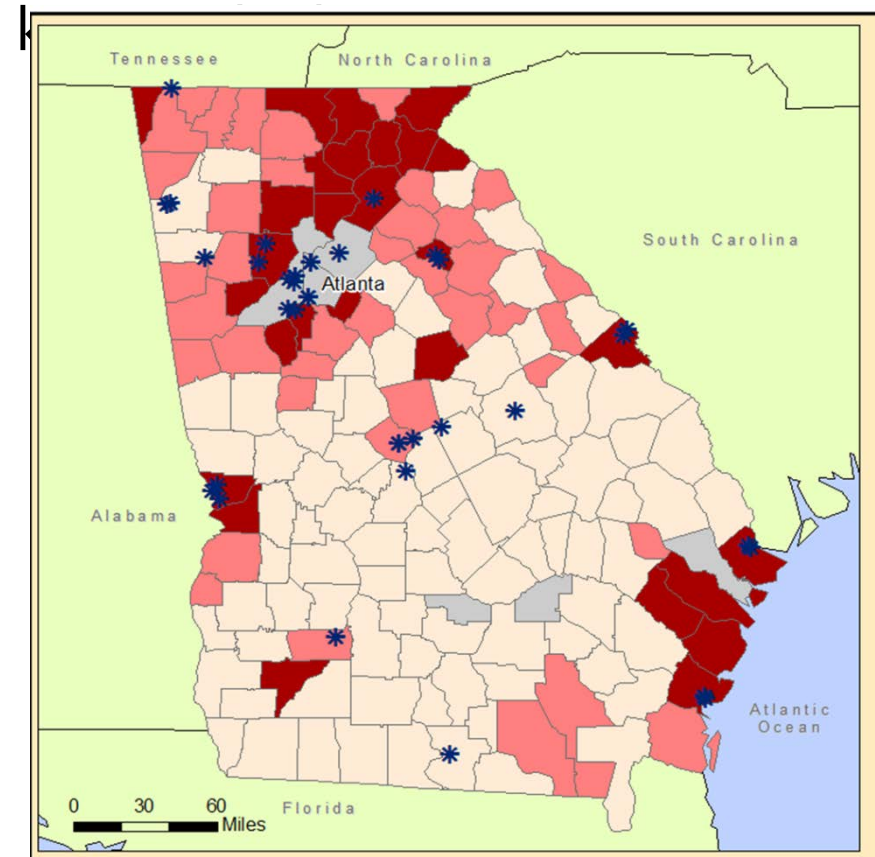 Tennessee
North Carolina
South Carolina
Atlanta
Alabama
Atlantic
Ocean
0 30 60
Miles
Florida